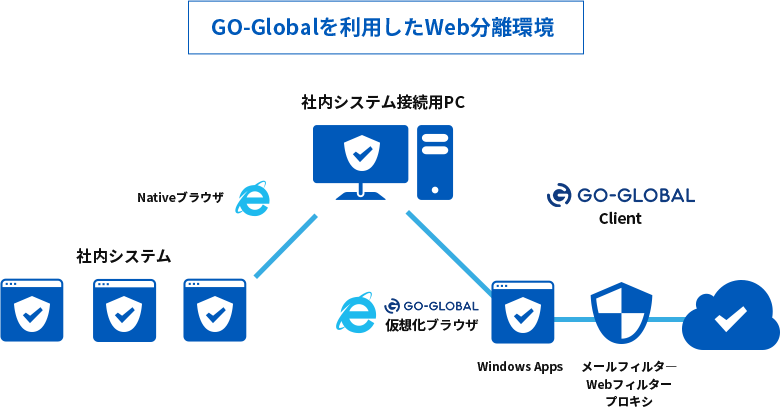 GO-Globalを利用したWeb分離環境
社内システム接続用PC
Nativeブラウザ
GO-GLOBAL
Client
社内システム
GO-GLOBAL
仮想化ブラウザ
Windows Apps
メールフィルター
Webフィルター
プロキシ